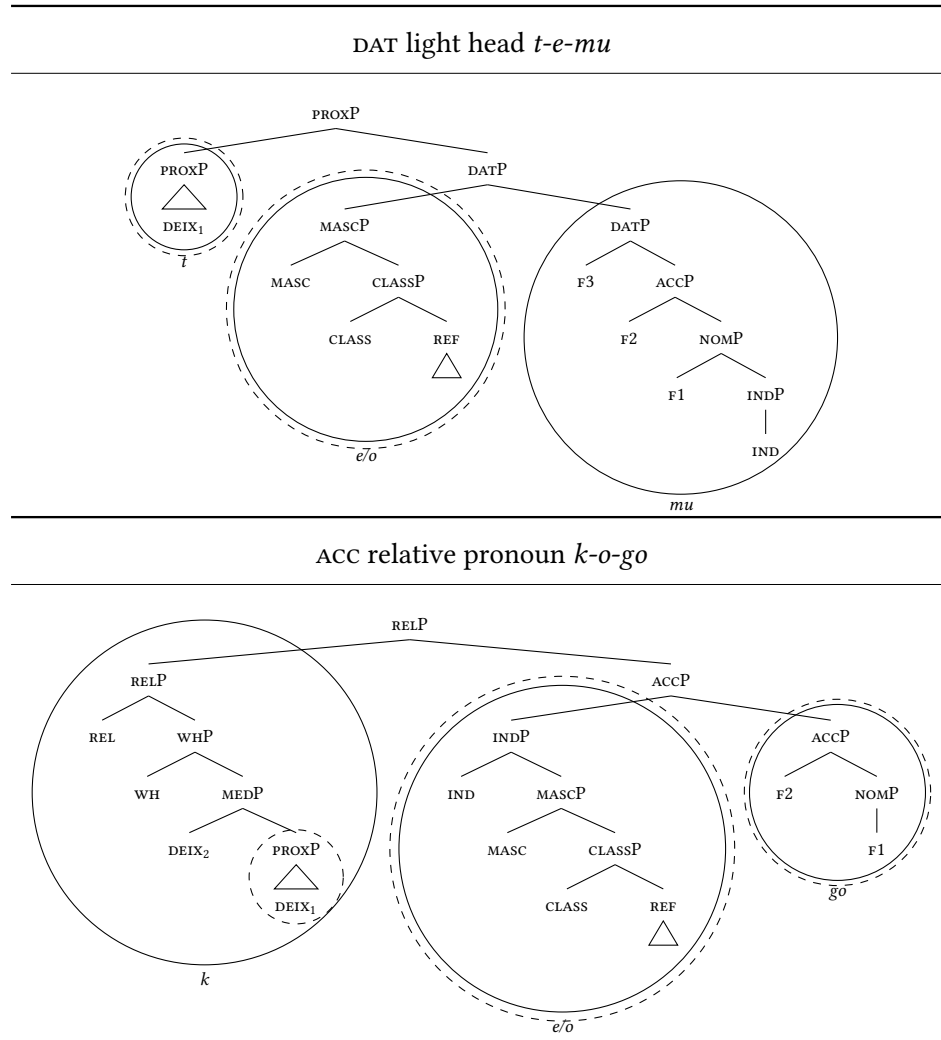 DAT light head t-e-mu
PROXP
PROXP DATP
DEIX₁ MASCP DATP
t
MASC CLASSP F3 ACCP
CLASS REF F2 NOMP
F1 INDP
e/o IND
mu
ACC relative pronoun k-o-go
RELP
RELP ACCP
REL WHP INDP ACCP
WH MEDP IND MASCP F2 NOMP
DEIX₂ PROXP MASC CLASSP F1
go
DEIX₁ CLASS REF
k
e/o